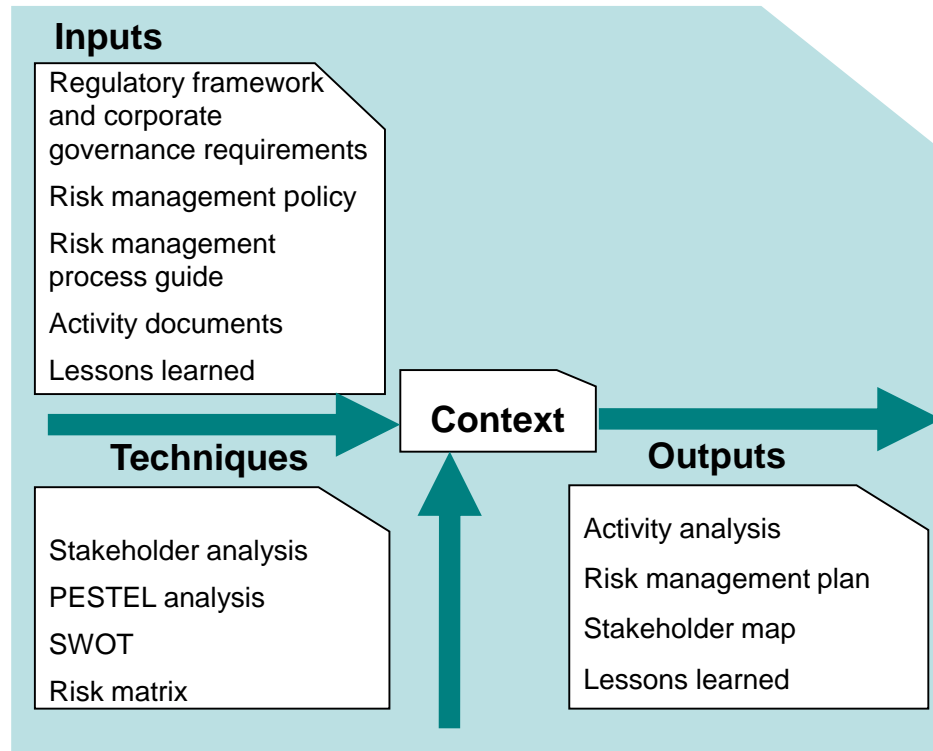 Inputs
Regulatory framework
and corporate
governance requirements
Risk management policy
Risk management
process guide
Activity documents
Lessons learned
Context
Techniques
Stakeholder analysis
PESTEL analysis
SWOT
Risk matrix
Outputs
Activity analysis
Risk management plan
Stakeholder map
Lessons learned